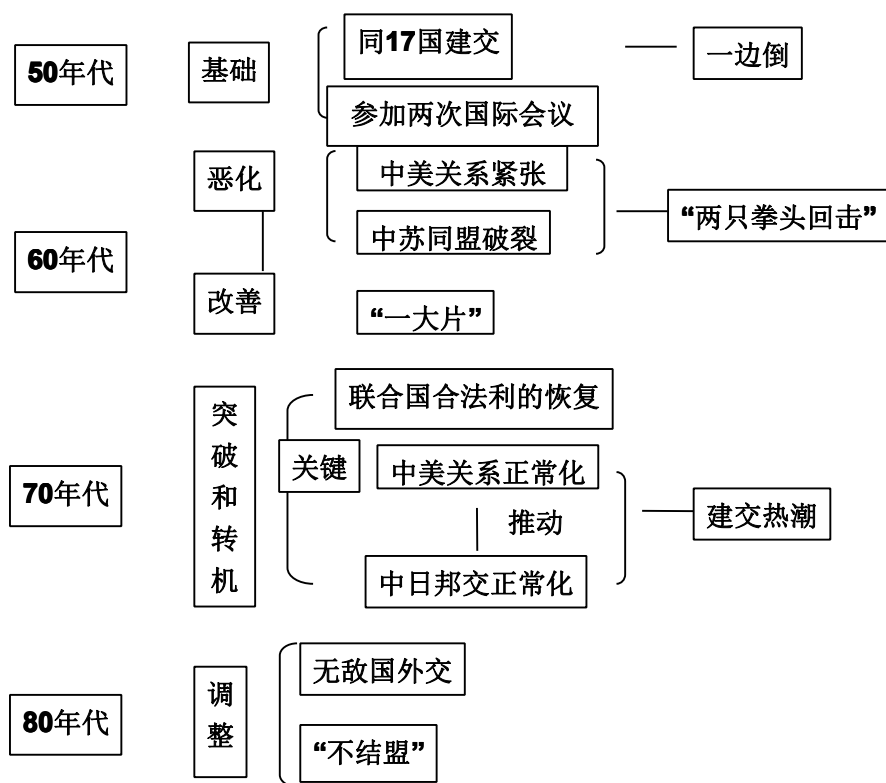 50年代
基础
同17国建交
一边倒
参加两次国际会议
60年代
恶化
中美关系紧张
中苏同盟破裂
“两只拳头回击”
改善
“一大片”
70年代
突破和转机
联合国合法利的恢复
关键
中美关系正常化
推动
中日邦交正常化
建交热潮
80年代
调整
无敌国外交
“不结盟”